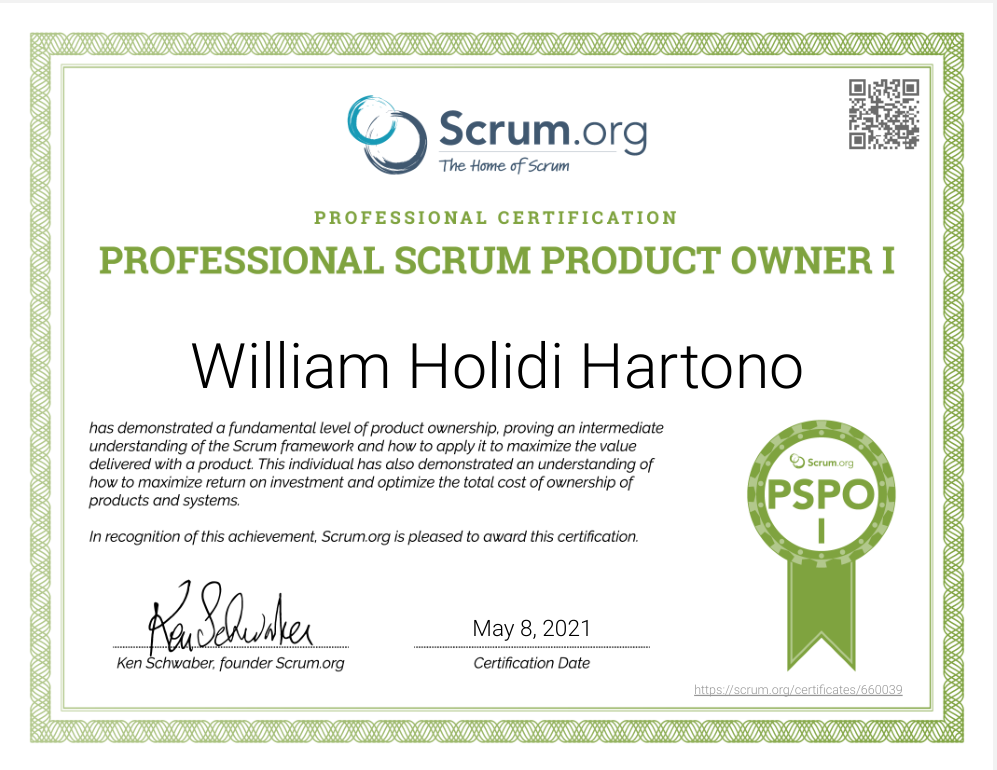 Scrum.org
The Home of Scrum
PROFESSIONAL CERTIFICATION
PROFESSIONAL SCRUM PRODUCT OWNER I
William Holidi Hartono
has demonstrated a fundamental level of product ownership, proving an intermediate
understanding of the Scrum framework and how to apply it to maximize the value
delivered with a product. This individual has also demonstrated an understanding of
how to maximize return on investment and optimize the total cost of ownership of
products and systems.
In recognition of this achievement, Scrum.org is pleased to award this certification.
Scrum.org
PSPO
I
Ken Schwaber
May 8, 2021
Ken Schwaber, founder Scrum.org
Certification Date
https://scrum.org/certificates/660039